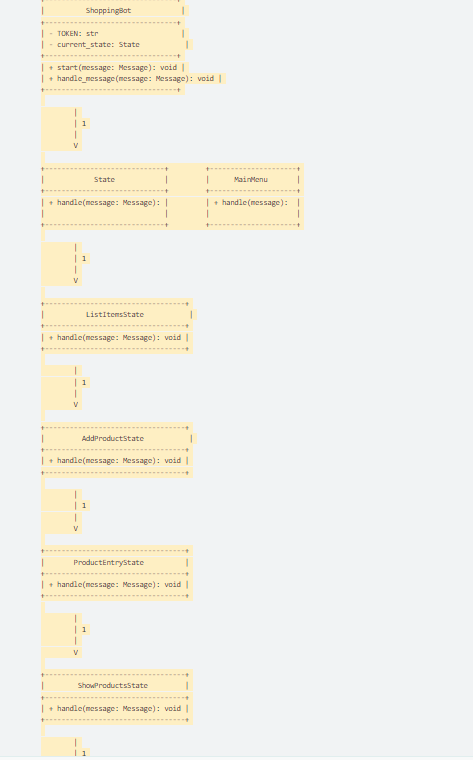 ShoppingBot
- TOKEN: str
- current_state: State
+ start(message: Message): void
+ handle_message(message: Message): void
1
V
State MainMenu
+ handle(message: Message): + handle(message):
1
V
ListItemsState
+ handle(message: Message): void
1
V
AddProductState
+ handle(message: Message): void
1
V
ProductEntryState
+ handle(message: Message): void
1
V
ShowProductsState
+ handle(message: Message): void
1